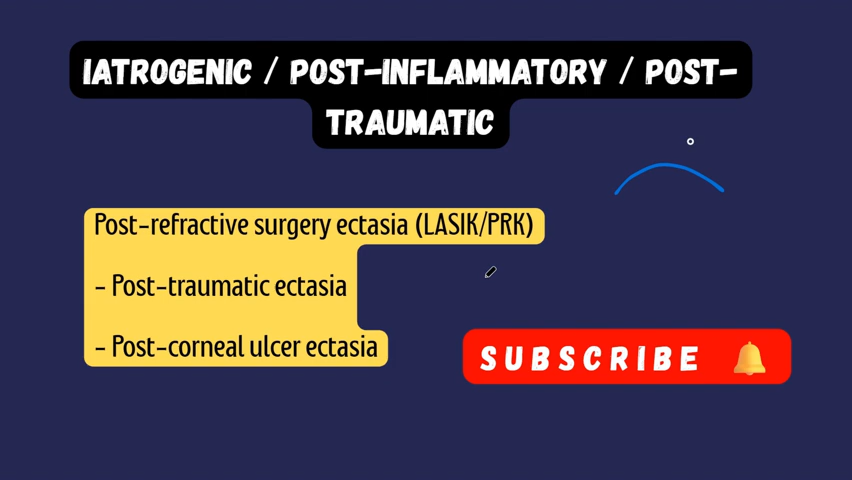 IATROGENIC / POST-INFLAMMATORY / POST-
TRAUMATIC
Post-refractive surgery ectasia (LASIK/PRK)
- Post-traumatic ectasia
- Post-corneal ulcer ectasia
SUBSCRIBE